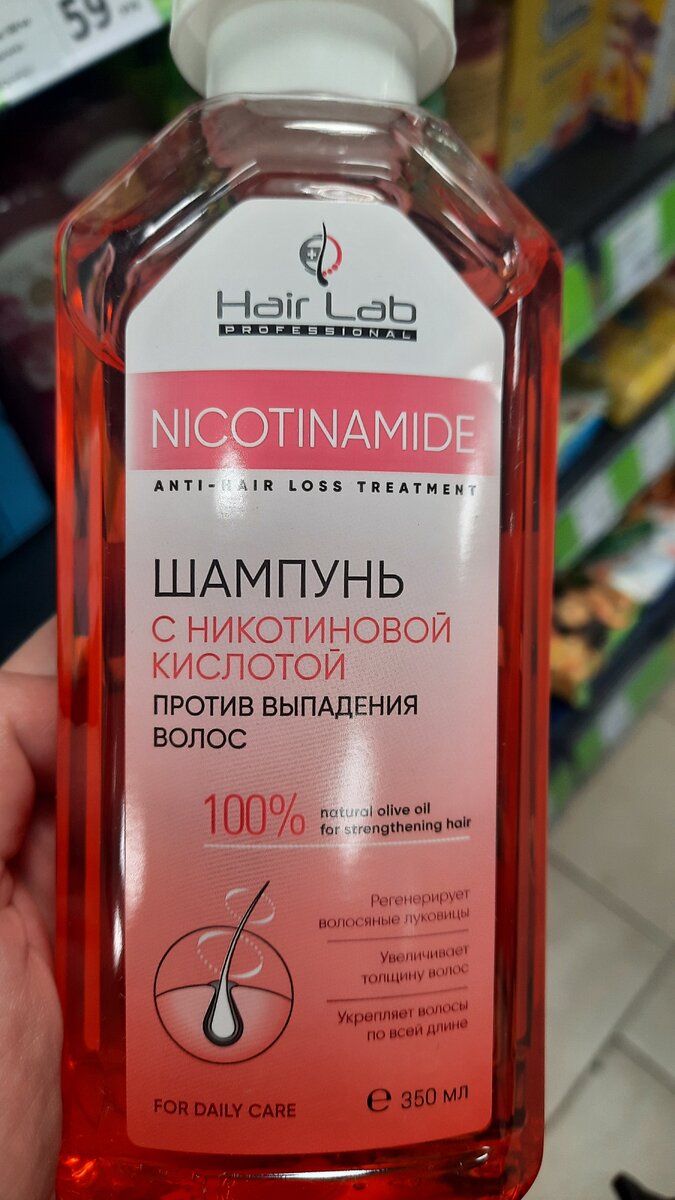 59
Hair Lab
PROFESSIONAL
NICOTINAMIDE
ANTI-HAIR LOSS TREATMENT
ШАМПУНЬ
С НИКОТИНОВОЙ
КИСЛОТОЙ
ПРОТИВ ВЫПАДЕНИЯ
ВОЛОС
100%
natural olive oil
for strengthening hair
Регенерирует
волосяные луковицы
Увеличивает
толщину волос
Укрепляет волосы
по всей длине
FOR DAILY CARE
℮ 350 МЛ